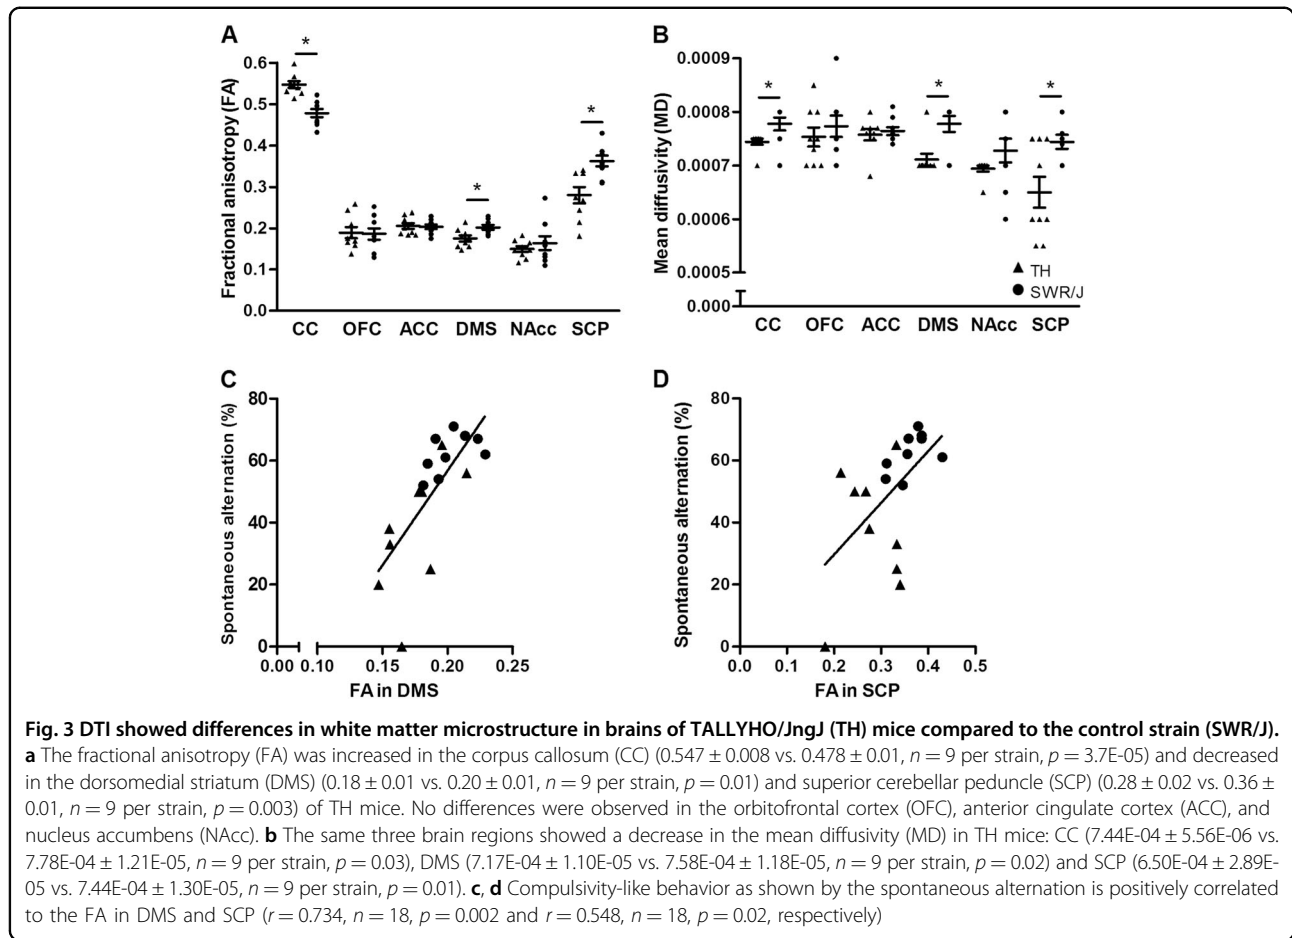 A
Fractional anisotropy (FA)
0.6
0.5
0.4
0.3
0.2
0.1
0.0
*
*
*
CC OFC ACC DMS NAcc SCP
B
Mean diffusivity (MD)
0.0009
0.0008
0.0007
0.0006
0.0005
0.000
*
*
*
TH
SWR/J
CC OFC ACC DMS NAcc SCP
C
Spontaneous alternation (%)
80
60
40
20
0
0.00 0.10 0.15 0.20 0.25
FA in DMS
D
Spontaneous alternation (%)
80
60
40
20
0
0.0 0.1 0.2 0.3 0.4 0.5
FA in SCP
Fig. 3 DTI showed differences in white matter microstructure in brains of TALLYHO/JngJ (TH) mice compared to the control strain (SWR/J).
a The fractional anisotropy (FA) was increased in the corpus callosum (CC) (0.547 ± 0.008 vs. 0.478 ± 0.01, n = 9 per strain, p = 3.7E-05) and decreased
in the dorsomedial striatum (DMS) (0.18 ± 0.01 vs. 0.20 ± 0.01, n = 9 per strain, p = 0.01) and superior cerebellar peduncle (SCP) (0.28 ± 0.02 vs. 0.36 ±
0.01, n = 9 per strain, p = 0.003) of TH mice. No differences were observed in the orbitofrontal cortex (OFC), anterior cingulate cortex (ACC), and
nucleus accumbens (NAcc). b The same three brain regions showed a decrease in the mean diffusivity (MD) in TH mice: CC (7.44E-04 ± 5.56E-06 vs.
7.78E-04 ± 1.21E-05, n = 9 per strain, p = 0.03), DMS (7.17E-04 ± 1.10E-05 vs. 7.58E-04 ± 1.18E-05, n = 9 per strain, p = 0.02) and SCP (6.50E-04 ± 2.89E-
05 vs. 7.44E-04 ± 1.30E-05, n = 9 per strain, p = 0.01). c, d Compulsivity-like behavior as shown by the spontaneous alternation is positively correlated
to the FA in DMS and SCP (r = 0.734, n = 18, p = 0.002 and r = 0.548, n = 18, p = 0.02, respectively)